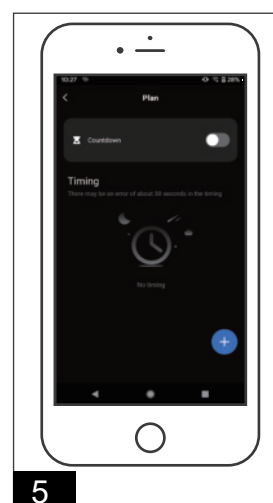 10:27 28%
Plan
Countdown
Timing
There may be an error of about 30 seconds in the timing
No timing
5